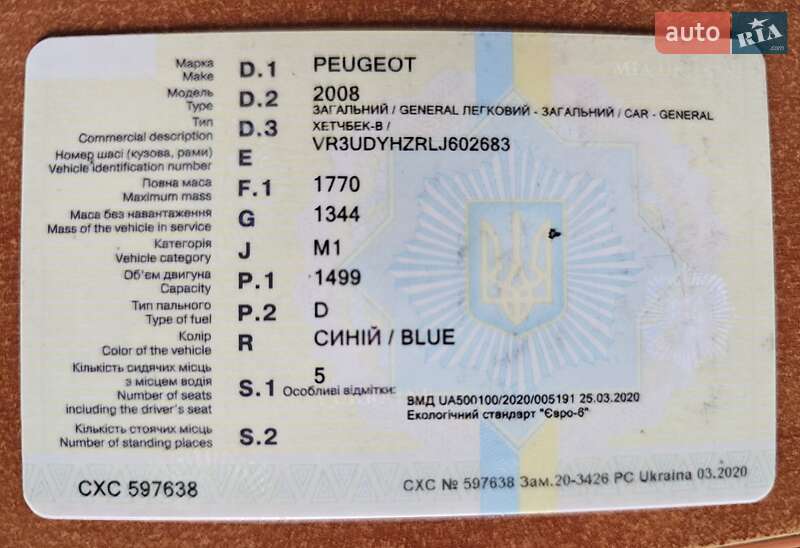 auto RIA.com
Марка
Make D.1 PEUGEOT
Модель
Type D.2 2008
ЗАГАЛЬНИЙ / GENERAL ЛЕГКОВИЙ - ЗАГАЛЬНИЙ / CAR - GENERAL
Тип
Commercial description D.3 ХЕТЧБЕК-B /
Номер шасі (кузова, рами)
Vehicle identification number E VR3UDYHZRLJ602683
Повна маса
Maximum mass F.1 1770
Маса без навантаження
Mass of the vehicle in service G 1344
Категорія
Vehicle category J M1
Об'єм двигуна
Capacity P.1 1499
Тип пального
Type of fuel P.2 D
Колір
Color of the vehicle R СИНІЙ / BLUE
Кількість сидячих місць
з місцем водія
Number of seats
including the driver's seat S.1 5
Особливі відмітки: ВМД UA500100/2020/005191 25.03.2020
Екологічний стандарт "Євро-6"
Кількість стоячих місць
Number of standing places S.2
СХС 597638
СХС № 597638 Зам.20-3426 РС Ukraina 03.2020